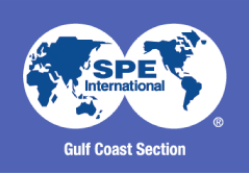 SPE
International
®
Gulf Coast Section